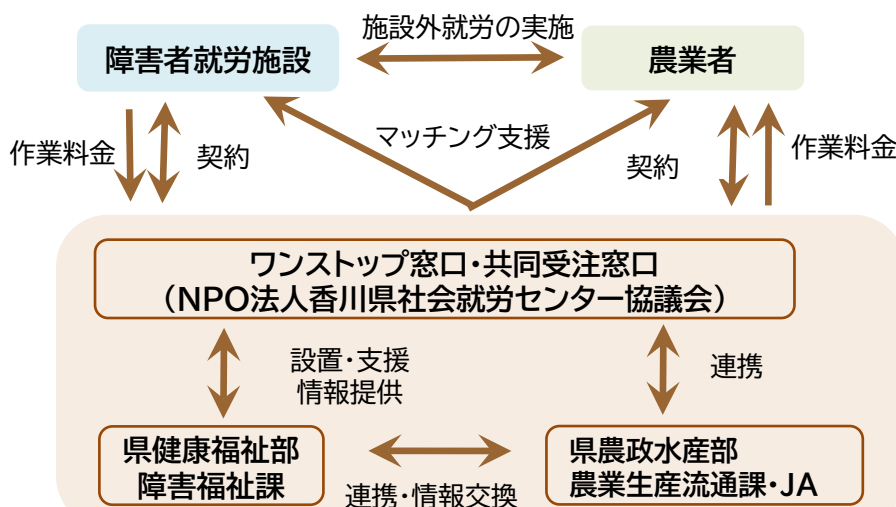 施設外就労の実施
障害者就労施設
農業者
マッチング支援
作業料金
契約
契約
作業料金
ワンストップ窓口・共同受注窓口
（NPO法人香川県社会就労センター協議会）
設置・支援
情報提供
連携
県健康福祉部
障害福祉課
連携・情報交換
県農政水産部
農業生産流通課・JA